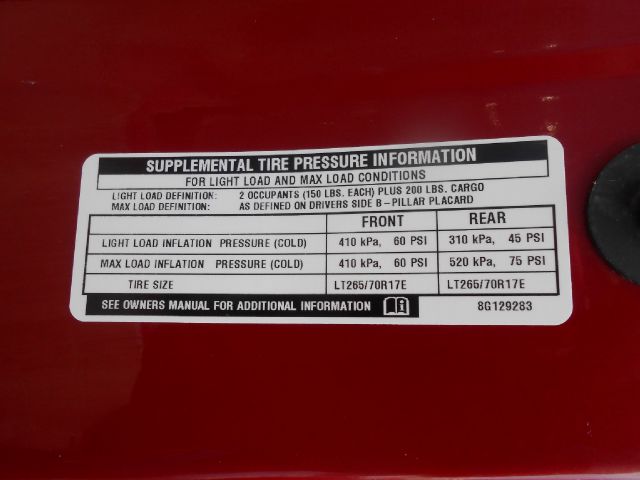 SUPPLEMENTAL TIRE PRESSURE INFORMATION
FOR LIGHT LOAD AND MAX LOAD CONDITIONS
LIGHT LOAD DEFINITION: 2 OCCUPANTS (150 LBS. EACH) PLUS 200 LBS. CARGO
MAX LOAD DEFINITION: AS DEFINED ON DRIVERS SIDE B - PILLAR PLACARD
FRONT REAR
LIGHT LOAD INFLATION PRESSURE (COLD) 410 kPa, 60 PSI 310 kPa, 45 PSI
MAX LOAD INFLATION PRESSURE (COLD) 410 kPa, 60 PSI 520 kPa, 75 PSI
TIRE SIZE LT265/70R17E LT265/70R17E
SEE OWNERS MANUAL FOR ADDITIONAL INFORMATION 8G129283